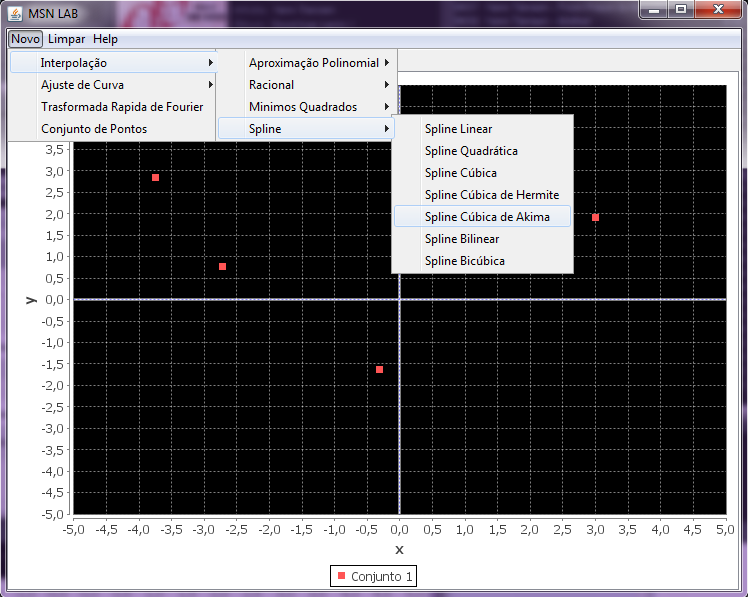 MSN LAB
Novo Limpar Help
Interpolação
Ajuste de Curva
Trasformada Rapida de Fourier
Conjunto de Pontos
Aproximação Polinomial
Racional
Minimos Quadrados
Spline
Spline Linear
Spline Quadrática
Spline Cúbica
Spline Cúbica de Hermite
Spline Cúbica de Akima
Spline Bilinear
Spline Bicúbica
3,5
3,0
2,5
2,0
1,5
1,0
0,5
0,0
-0,5
-1,0
-1,5
-2,0
-2,5
-3,0
-3,5
-4,0
-4,5
-5,0
y
-5,0 -4,5 -4,0 -3,5 -3,0 -2,5 -2,0 -1,5 -1,0 -0,5 0,0 0,5 1,0 1,5 2,0 2,5 3,0 3,5 4,0 4,5 5,0
x
Conjunto 1